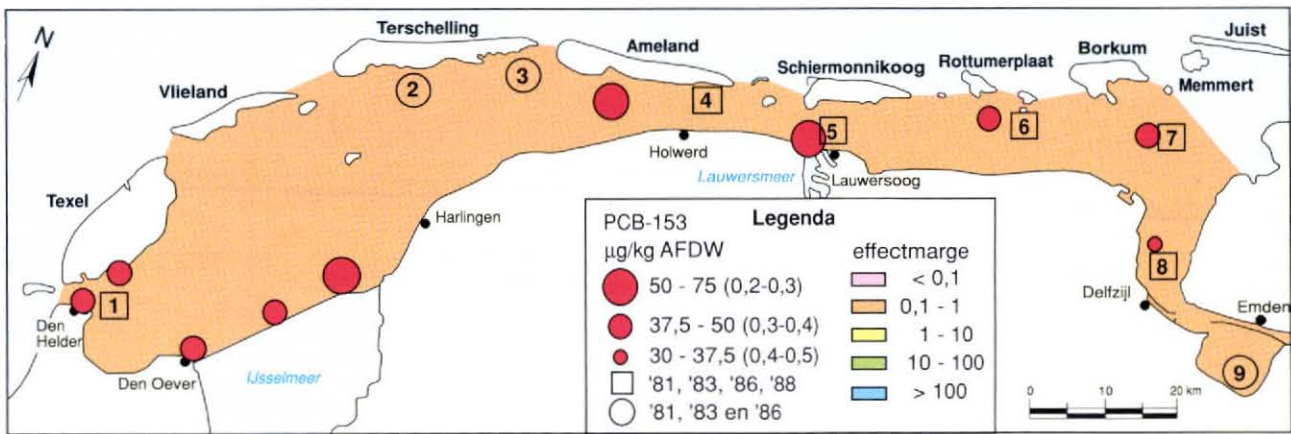 N
Terschelling
Ameland
Juist
Borkum
Rottumerplaat
Schiermonnikoog
Vlieland
Memmert
2
3
4
5
6
7
Holwerd
Lauwersmeer
Lauwersoog
Texel
Harlingen
8
1
Den
Helder
Den Oever
IJsselmeer
Delfzijl
Emden
9
Legenda
PCB-153
µg/kg AFDW
50 - 75 (0,2-0,3)
37,5 - 50 (0,3-0,4)
30 - 37,5 (0,4-0,5)
'81, '83, '86, '88
'81, '83 en '86
effectmarge
< 0,1
0,1 - 1
1 - 10
10 - 100
> 100
0 10 20 km